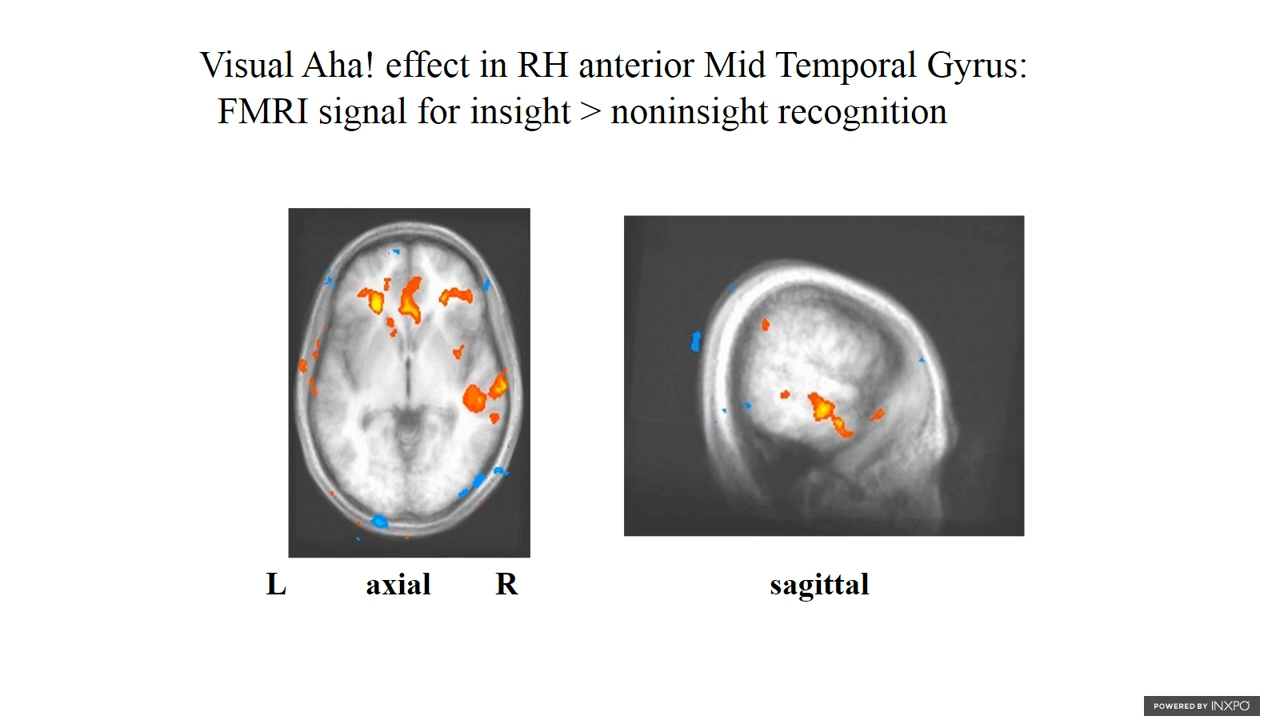 Visual Aha! effect in RH anterior Mid Temporal Gyrus:
FMRI signal for insight > noninsight recognition
L axial R
sagittal
POWERED BY INXPO